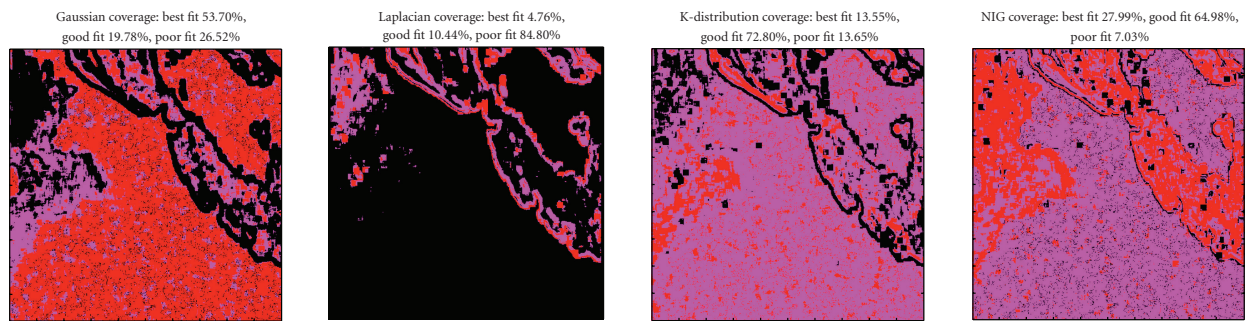 Gaussian coverage: best fit 53.70%,
good fit 19.78%, poor fit 26.52%
Laplacian coverage: best fit 4.76%,
good fit 10.44%, poor fit 84.80%
K-distribution coverage: best fit 13.55%,
good fit 72.80%, poor fit 13.65%
NIG coverage: best fit 27.99%, good fit 64.98%,
poor fit 7.03%